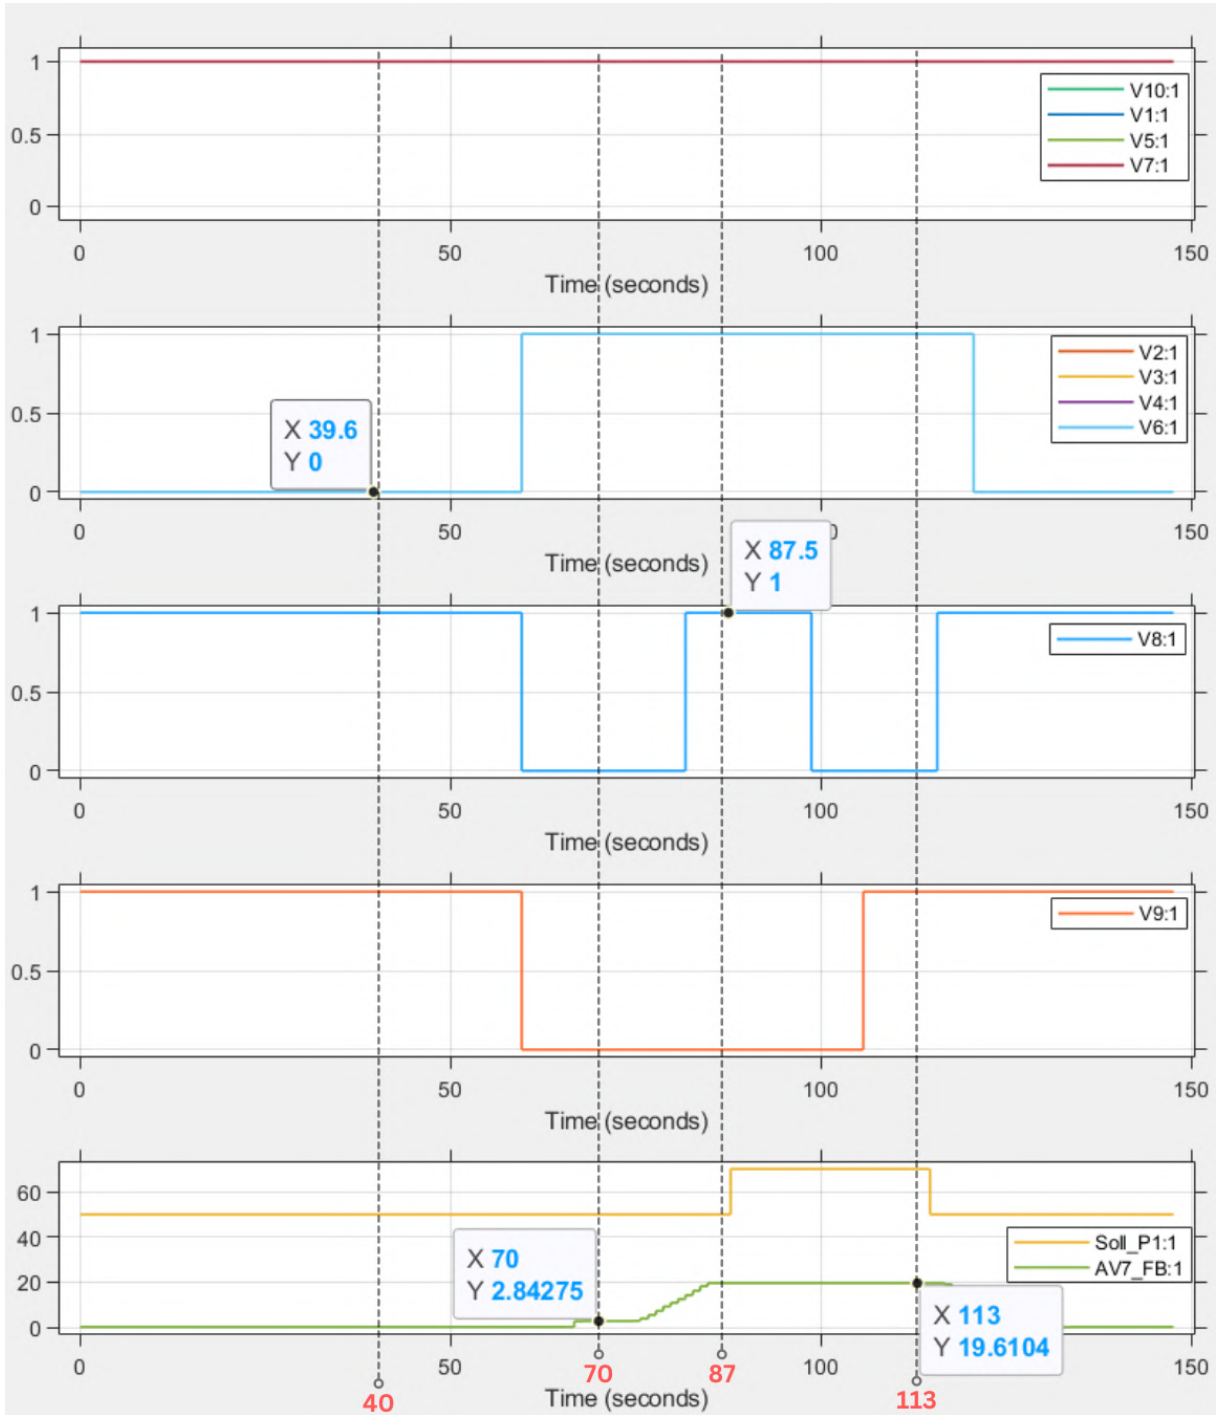 1
0.5
0
V10:1
V1:1
V5:1
V7:1
0 50 100 150
Time (seconds)
1
0.5
0
V2:1
V3:1
V4:1
V6:1
X 39.6
Y 0
0 50 0 150
Time (seconds)
X 87.5
Y 1
1
0.5
0
V8:1
0 50 100 150
Time (seconds)
1
0.5
0
V9:1
0 50 100 150
Time (seconds)
60
40
20
0
X 70
Y 2.84275
Soll_P1:1
AV7_FB:1
X 113
Y 19.6104
0 50 100 150
Time (seconds)
40 70 87 113